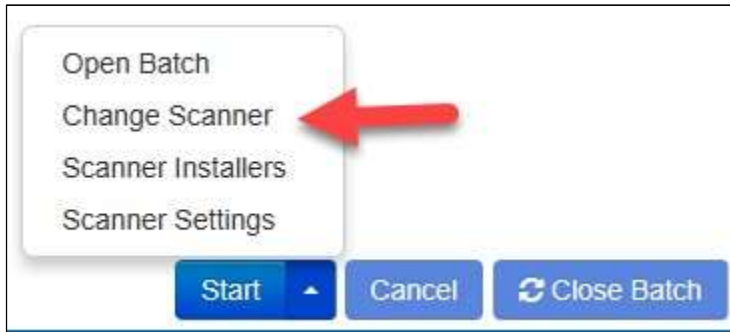 Open Batch
Change Scanner
Scanner Installers
Scanner Settings
Start Cancel Close Batch